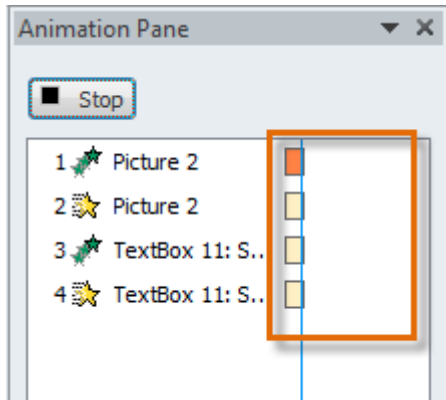 Animation Pane
Stop
1 Picture 2
2 Picture 2
3 TextBox 11: S...
4 TextBox 11: S...